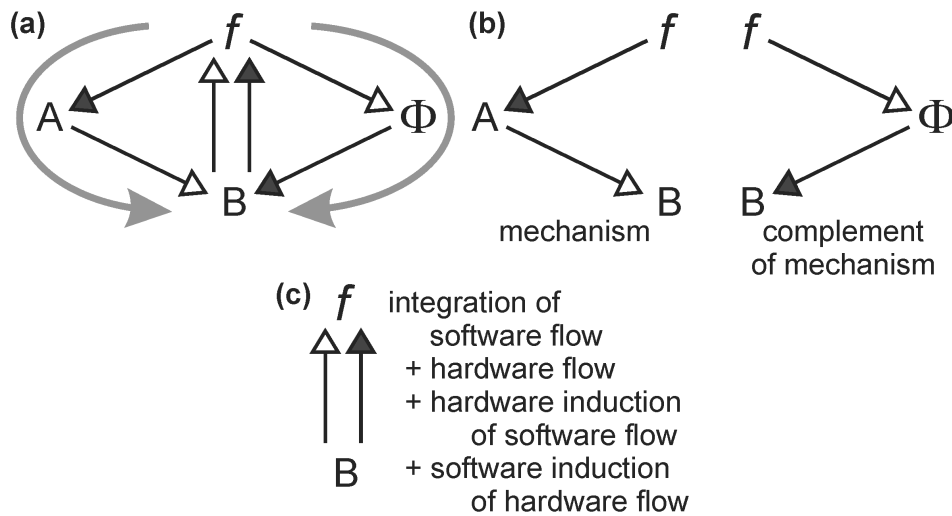 (a)
f
A
Φ
B
(b)
f f
A
Φ
B B
mechanism
complement
of mechanism
(c)
f
integration of
software flow
+ hardware flow
+ hardware induction
of software flow
B
+ software induction
of hardware flow